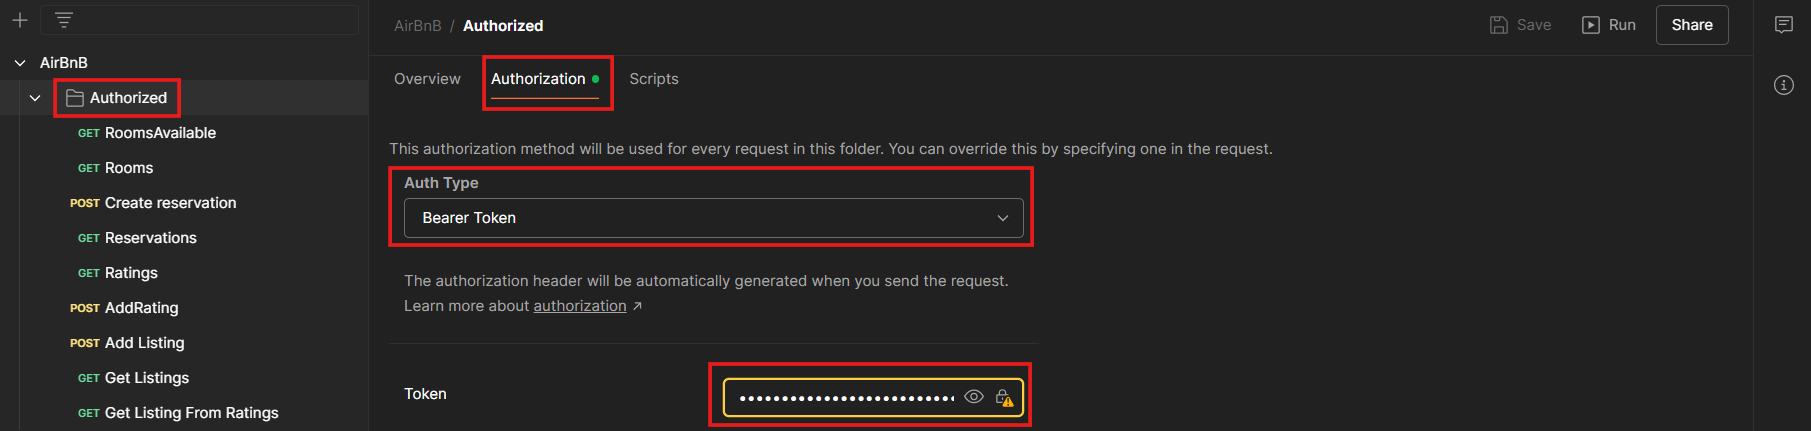 AirBnB
Authorized
GET RoomsAvailable
GET Rooms
POST Create reservation
GET Reservations
GET Ratings
POST AddRating
POST Add Listing
GET Get Listings
GET Get Listing From Ratings
AirBnB / Authorized
Save Run Share
Overview Authorization Scripts
This authorization method will be used for every request in this folder. You can override this by specifying one in the request.
Auth Type
Bearer Token
The authorization header will be automatically generated when you send the request.
Learn more about authorization ↗
Token